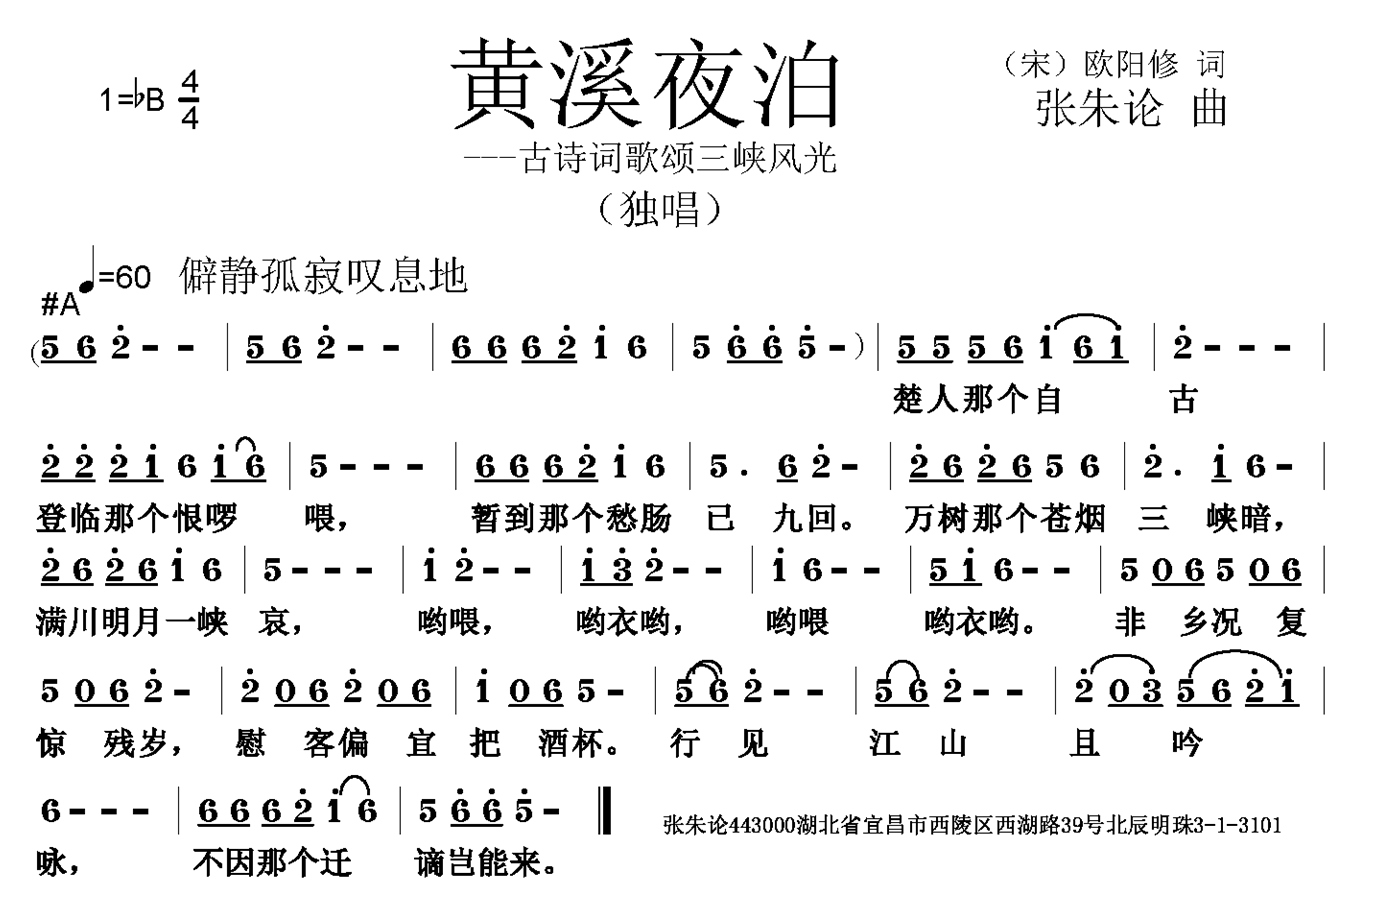 黄溪夜泊
1=♭B 4/4
（宋）欧阳修 词
张朱论 曲
---古诗词歌颂三峡风光
（独唱）
#A ♩=60 僻静孤寂叹息地
(5 6 2̇ - - | 5 6 2̇ - - | 6 6 6 2̇ 1̇ 6 | 5 6̇ 6̇ 5̇ - ) | 5 5 5 6 1̇ 6 1̇ | 2̇ - - - |
楚人那个自 古
2̇ 2̇ 2̇ 1̇ 6 1̇ 6 | 5 - - - | 6 6 6 2̇ 1̇ 6 | 5 . 6 2̇ - | 2̇ 6 2̇ 6 5 6 | 2̇ . 1̇ 6 - |
登临那个恨啰 喂， 暂到那个愁肠 已 九回。 万树那个苍烟 三 峡暗，
2̇ 6 2̇ 6 1̇ 6 | 5 - - - | 1̇ 2̇ - - | 1̇ 3̇ 2̇ - - | 1̇ 6 - - | 5 1̇ 6 - - | 5 0 6 5 0 6 |
满川明月一峡 哀， 哟喂， 哟衣哟， 哟喂 哟衣哟。 非 乡况 复
5 0 6 2̇ - | 2̇ 0 6 2̇ 0 6 | 1̇ 0 6 5 - | 5 6 2̇ - - | 5 6 2̇ - - | 2̇ 0 3̇ 5 6 2̇ 1̇ |
惊 残岁， 慰 客偏 宜 把 酒杯。 行 见 江 山 且 吟
6 - - - | 6 6 6 2̇ 1̇ 6 | 5 6̇ 6̇ 5̇ - ‖
咏， 不因那个迁 谪岂能来。
张朱论443000湖北省宜昌市西陵区西湖路39号北辰明珠3-1-3101